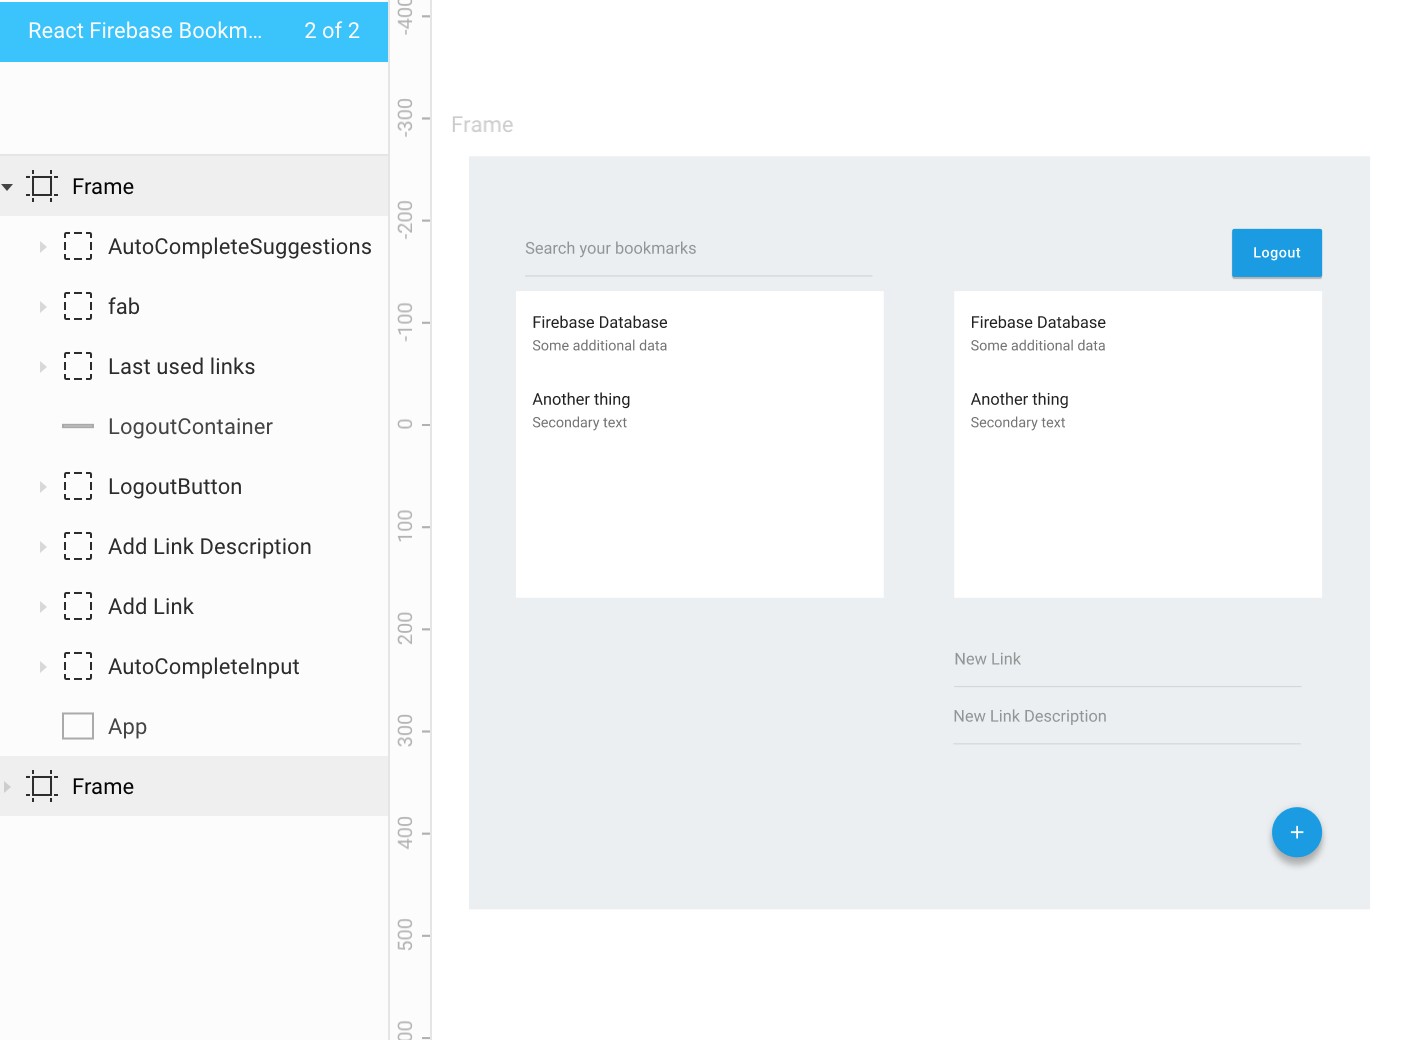 React Firebase Bookm... 2 of 2
Frame
AutoCompleteSuggestions
fab
Last used links
LogoutContainer
LogoutButton
Add Link Description
Add Link
AutoCompleteInput
App
Frame
-400
-300
-200
-100
0
100
200
300
400
500
00
Frame
Search your bookmarks
Logout
Firebase Database
Some additional data
Another thing
Secondary text
Firebase Database
Some additional data
Another thing
Secondary text
New Link
New Link Description
+